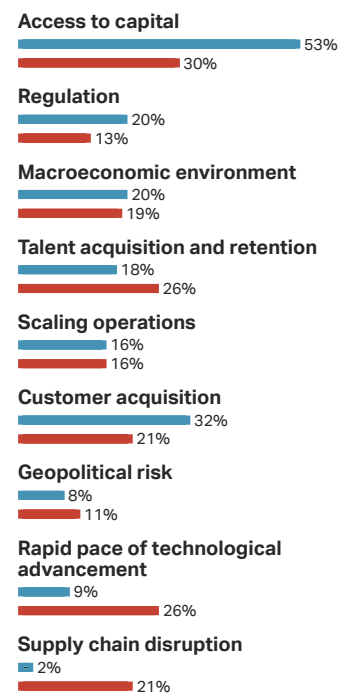 Access to capital
53%
30%
Regulation
20%
13%
Macroeconomic environment
20%
19%
Talent acquisition and retention
18%
26%
Scaling operations
16%
16%
Customer acquisition
32%
21%
Geopolitical risk
8%
11%
Rapid pace of technological
advancement
9%
26%
Supply chain disruption
2%
21%